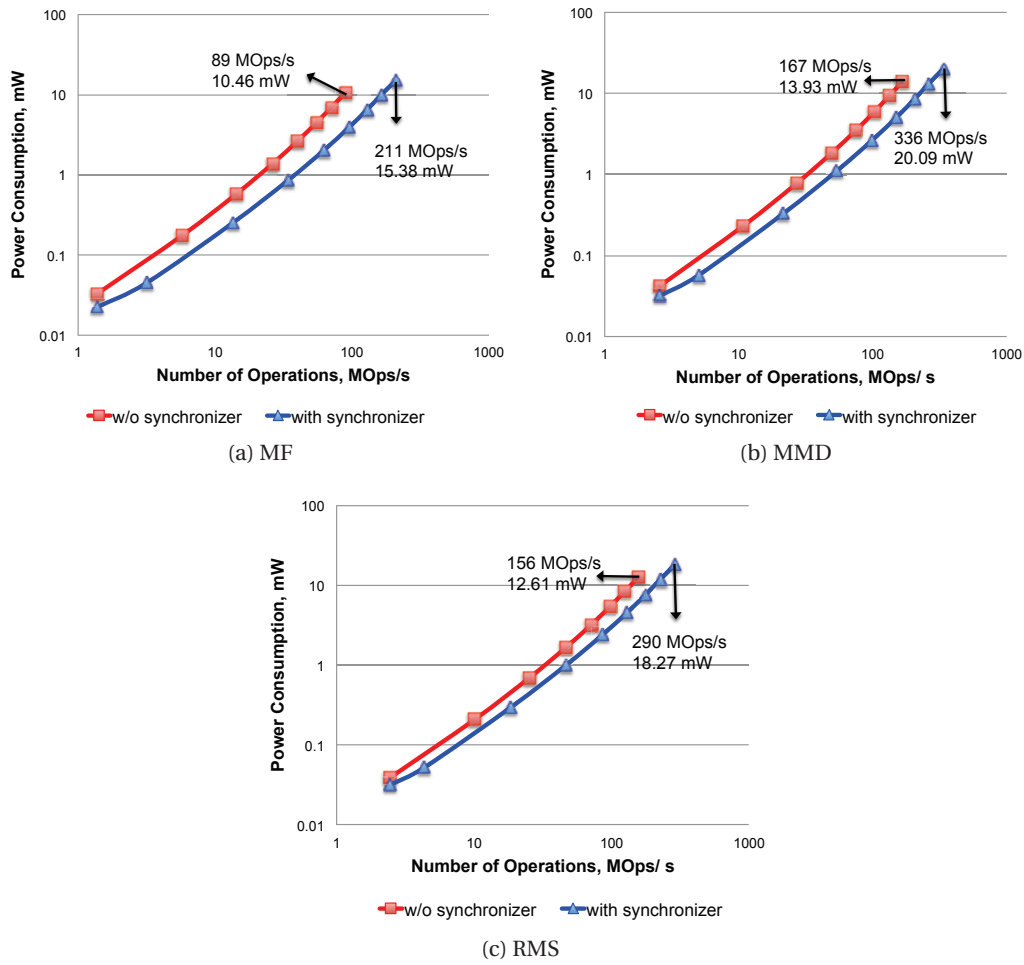 100
10
1
0.1
0.01
Power Consumption, mW
89 MOps/s
10.46 mW
211 MOps/s
15.38 mW
1 10 100 1000
Number of Operations, MOps/s
w/o synchronizer with synchronizer
(a) MF
100
10
1
0.1
0.01
Power Consumption, mW
167 MOps/s
13.93 mW
336 MOps/s
20.09 mW
1 10 100 1000
Number of Operations, MOps/ s
w/o synchronizer with synchronizer
(b) MMD
100
10
1
0.1
0.01
Power Consumption, mW
156 MOps/s
12.61 mW
290 MOps/s
18.27 mW
1 10 100 1000
Number of Operations, MOps/ s
w/o synchronizer with synchronizer
(c) RMS